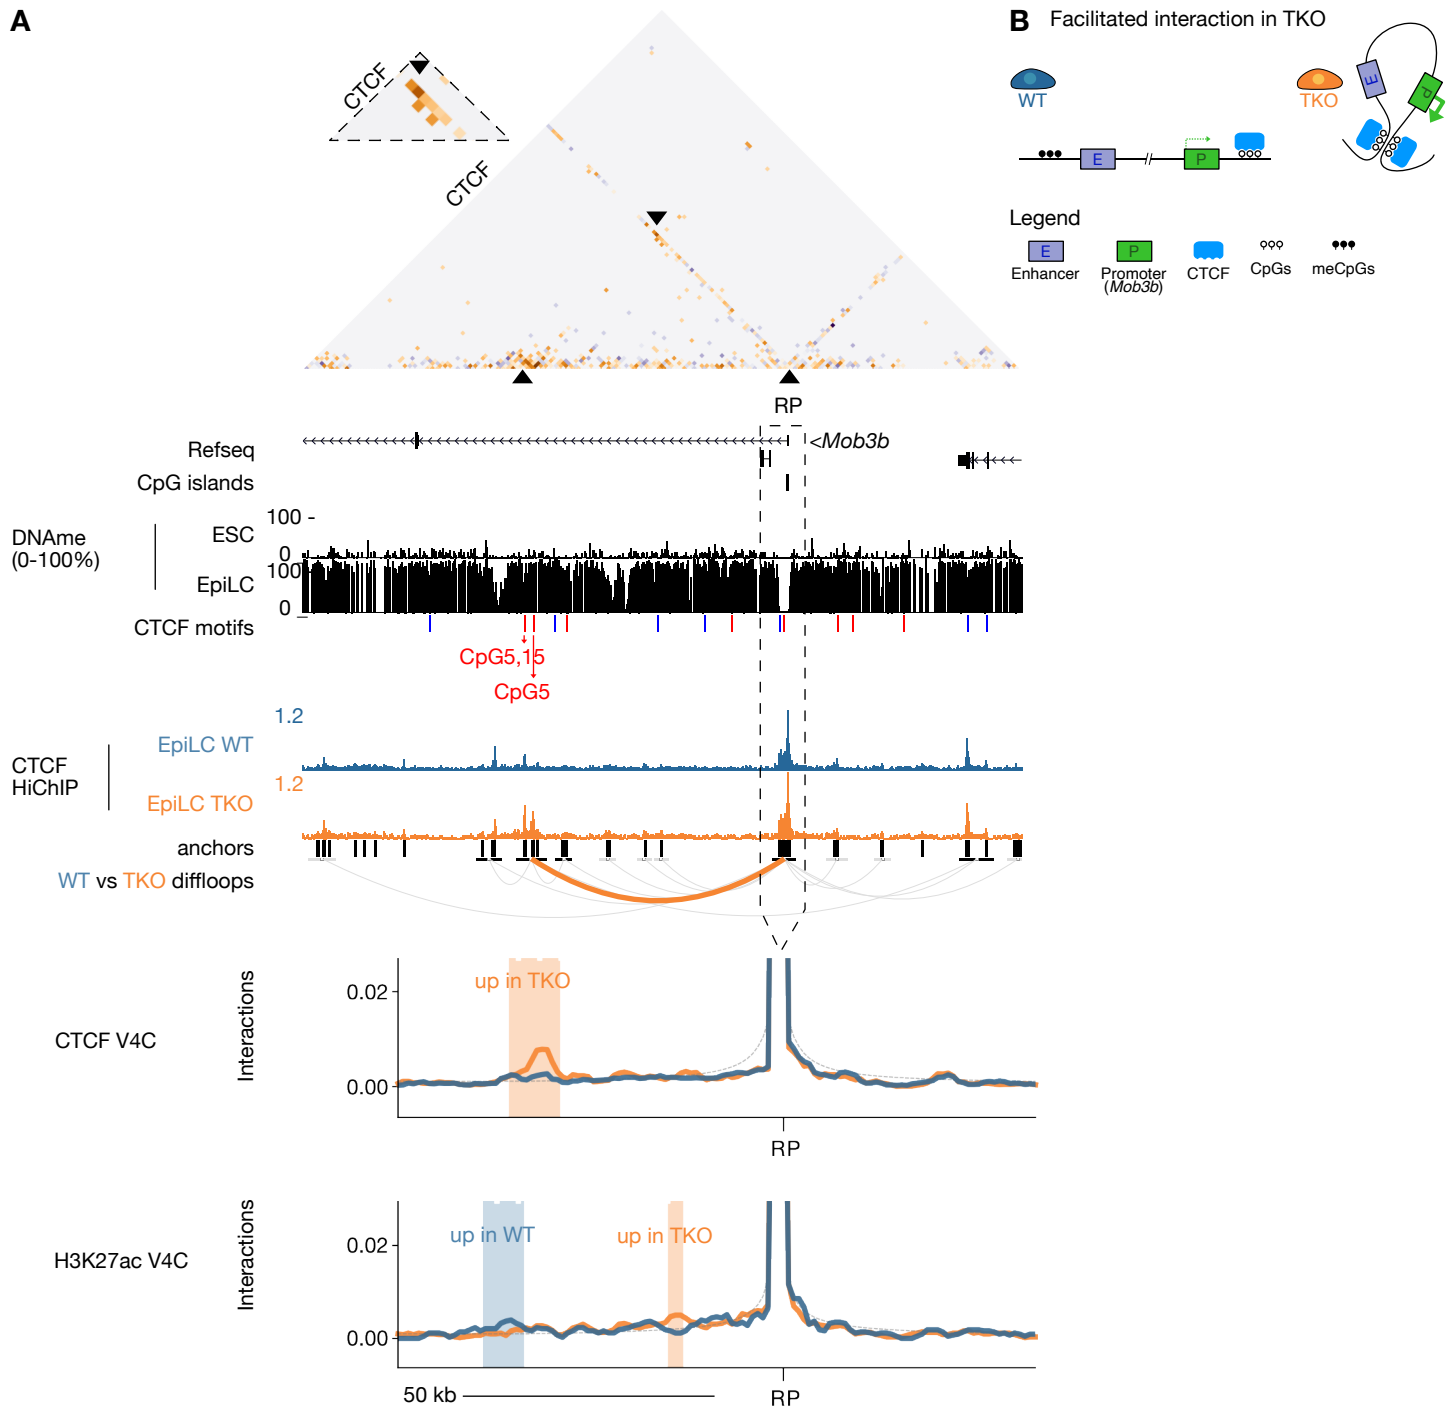 A
CTCF
CTCF
RP
Refseq
<Mob3b
CpG islands
DNAme
(0-100%)
ESC
100 -
0
EpiLC
100
0
CTCF motifs
CpG5,15
CpG5
CTCF
HiChIP
EpiLC WT
1.2
EpiLC TKO
1.2
anchors
WT vs TKO diffloops
CTCF V4C
Interactions
0.02
0.00
up in TKO
RP
H3K27ac V4C
Interactions
0.02
0.00
up in WT
up in TKO
50 kb
RP
B Facilitated interaction in TKO
WT
TKO
E
P
E
P
Legend
E
P
Enhancer
Promoter
(Mob3b)
CTCF
CpGs
meCpGs